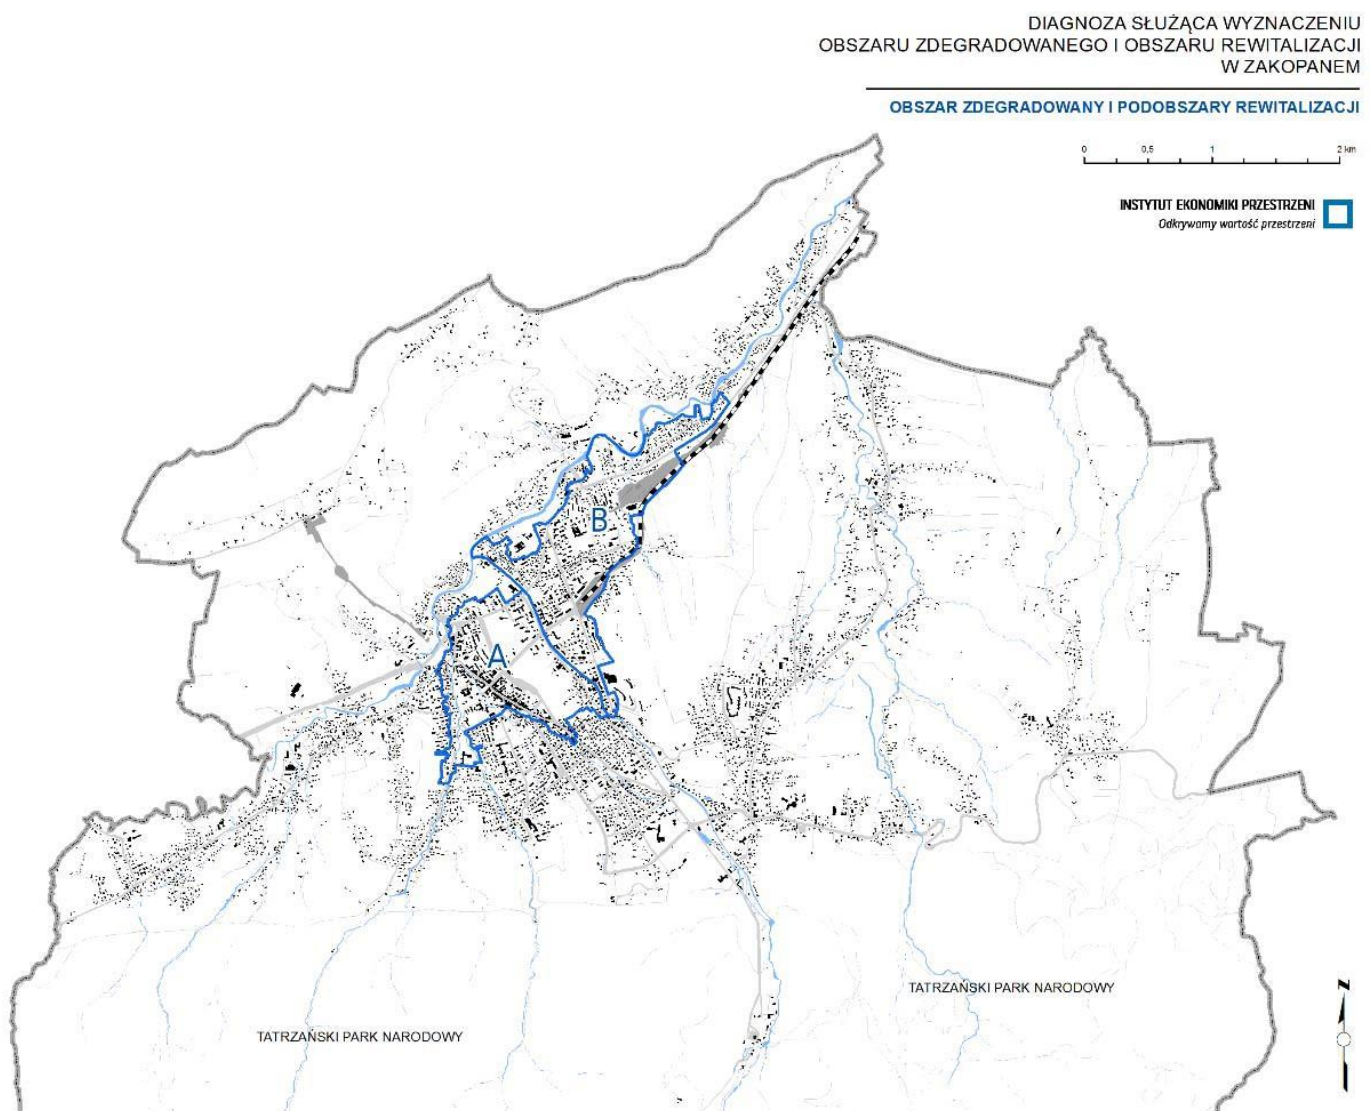 DIAGNOZA SŁUŻĄCA WYZNACZENIU
OBSZARU ZDEGRADOWANEGO I OBSZARU REWITALIZACJI
W ZAKOPANEM
OBSZAR ZDEGRADOWANY I PODOBSZARY REWITALIZACJI
0 0,5 1 2 km
INSTYTUT EKONOMIKI PRZESTRZENI
Odkrywamy wartość przestrzeni
B
A
TATRZAŃSKI PARK NARODOWY
TATRZAŃSKI PARK NARODOWY
N